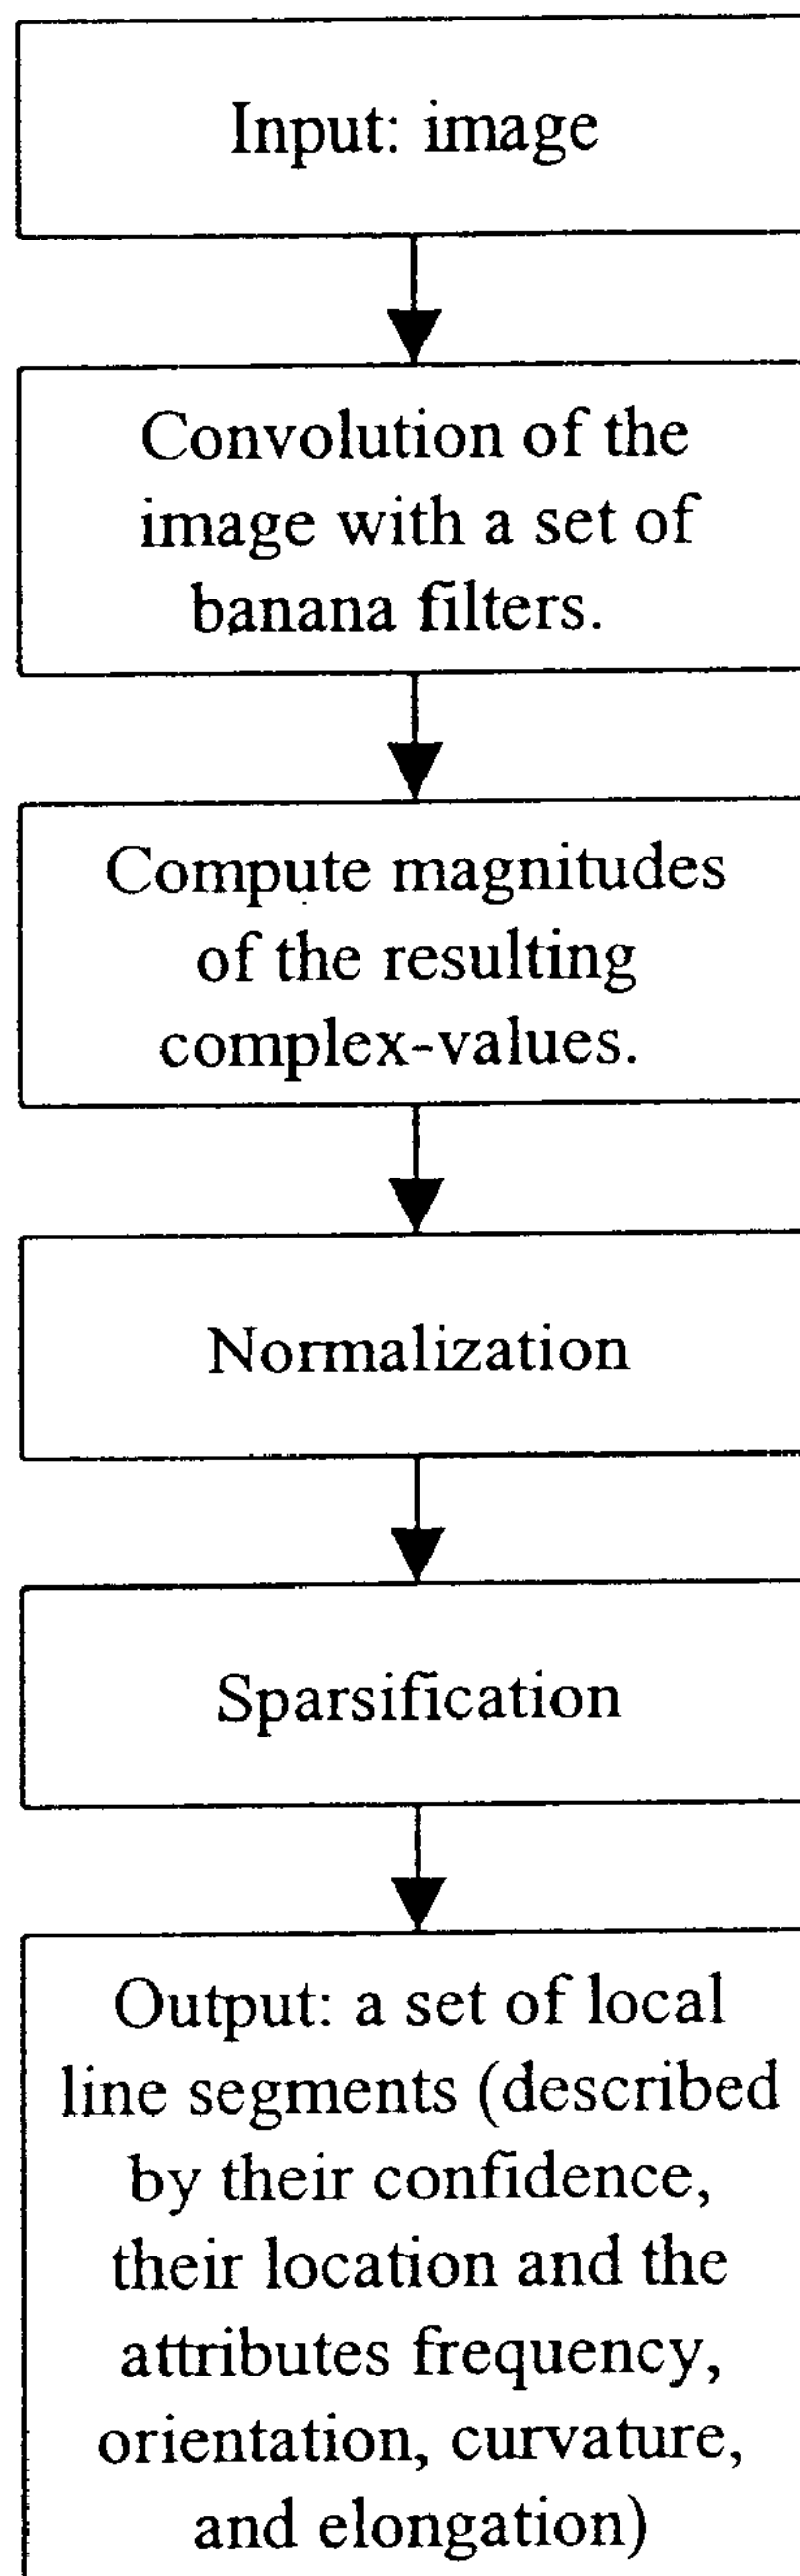 Input: image
Convolution of the
image with a set of
banana filters.
Compute magnitudes
of the resulting
complex-values.
Normalization
Sparsification
Output: a set of local
line segments (described
by their confidence,
their location and the
attributes frequency,
orientation, curvature,
and elongation)